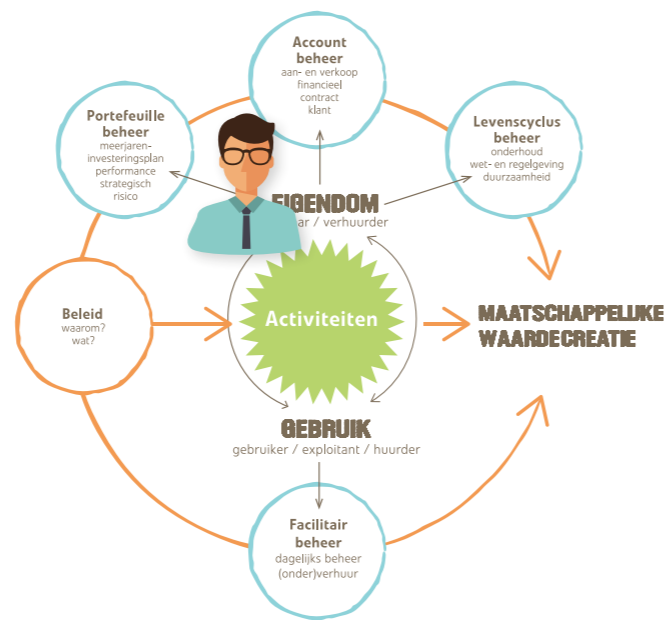 Account
beheer
aan- en verkoop
financieel
contract
klant
Portefeuille
beheer
meerjaren-
investeringsplan
performance
strategisch
risico
Levenscyclus
beheer
onderhoud
wet- en regelgeving
duurzaamheid
EIGENDOM
/ verhuurder
Beleid
waarom?
wat?
Activiteiten
MAATSCHAPPELIJKE
WAARDECREATIE
GEBRUIK
gebruiker / exploitant / huurder
Facilitair
beheer
dagelijks beheer
(onder)verhuur